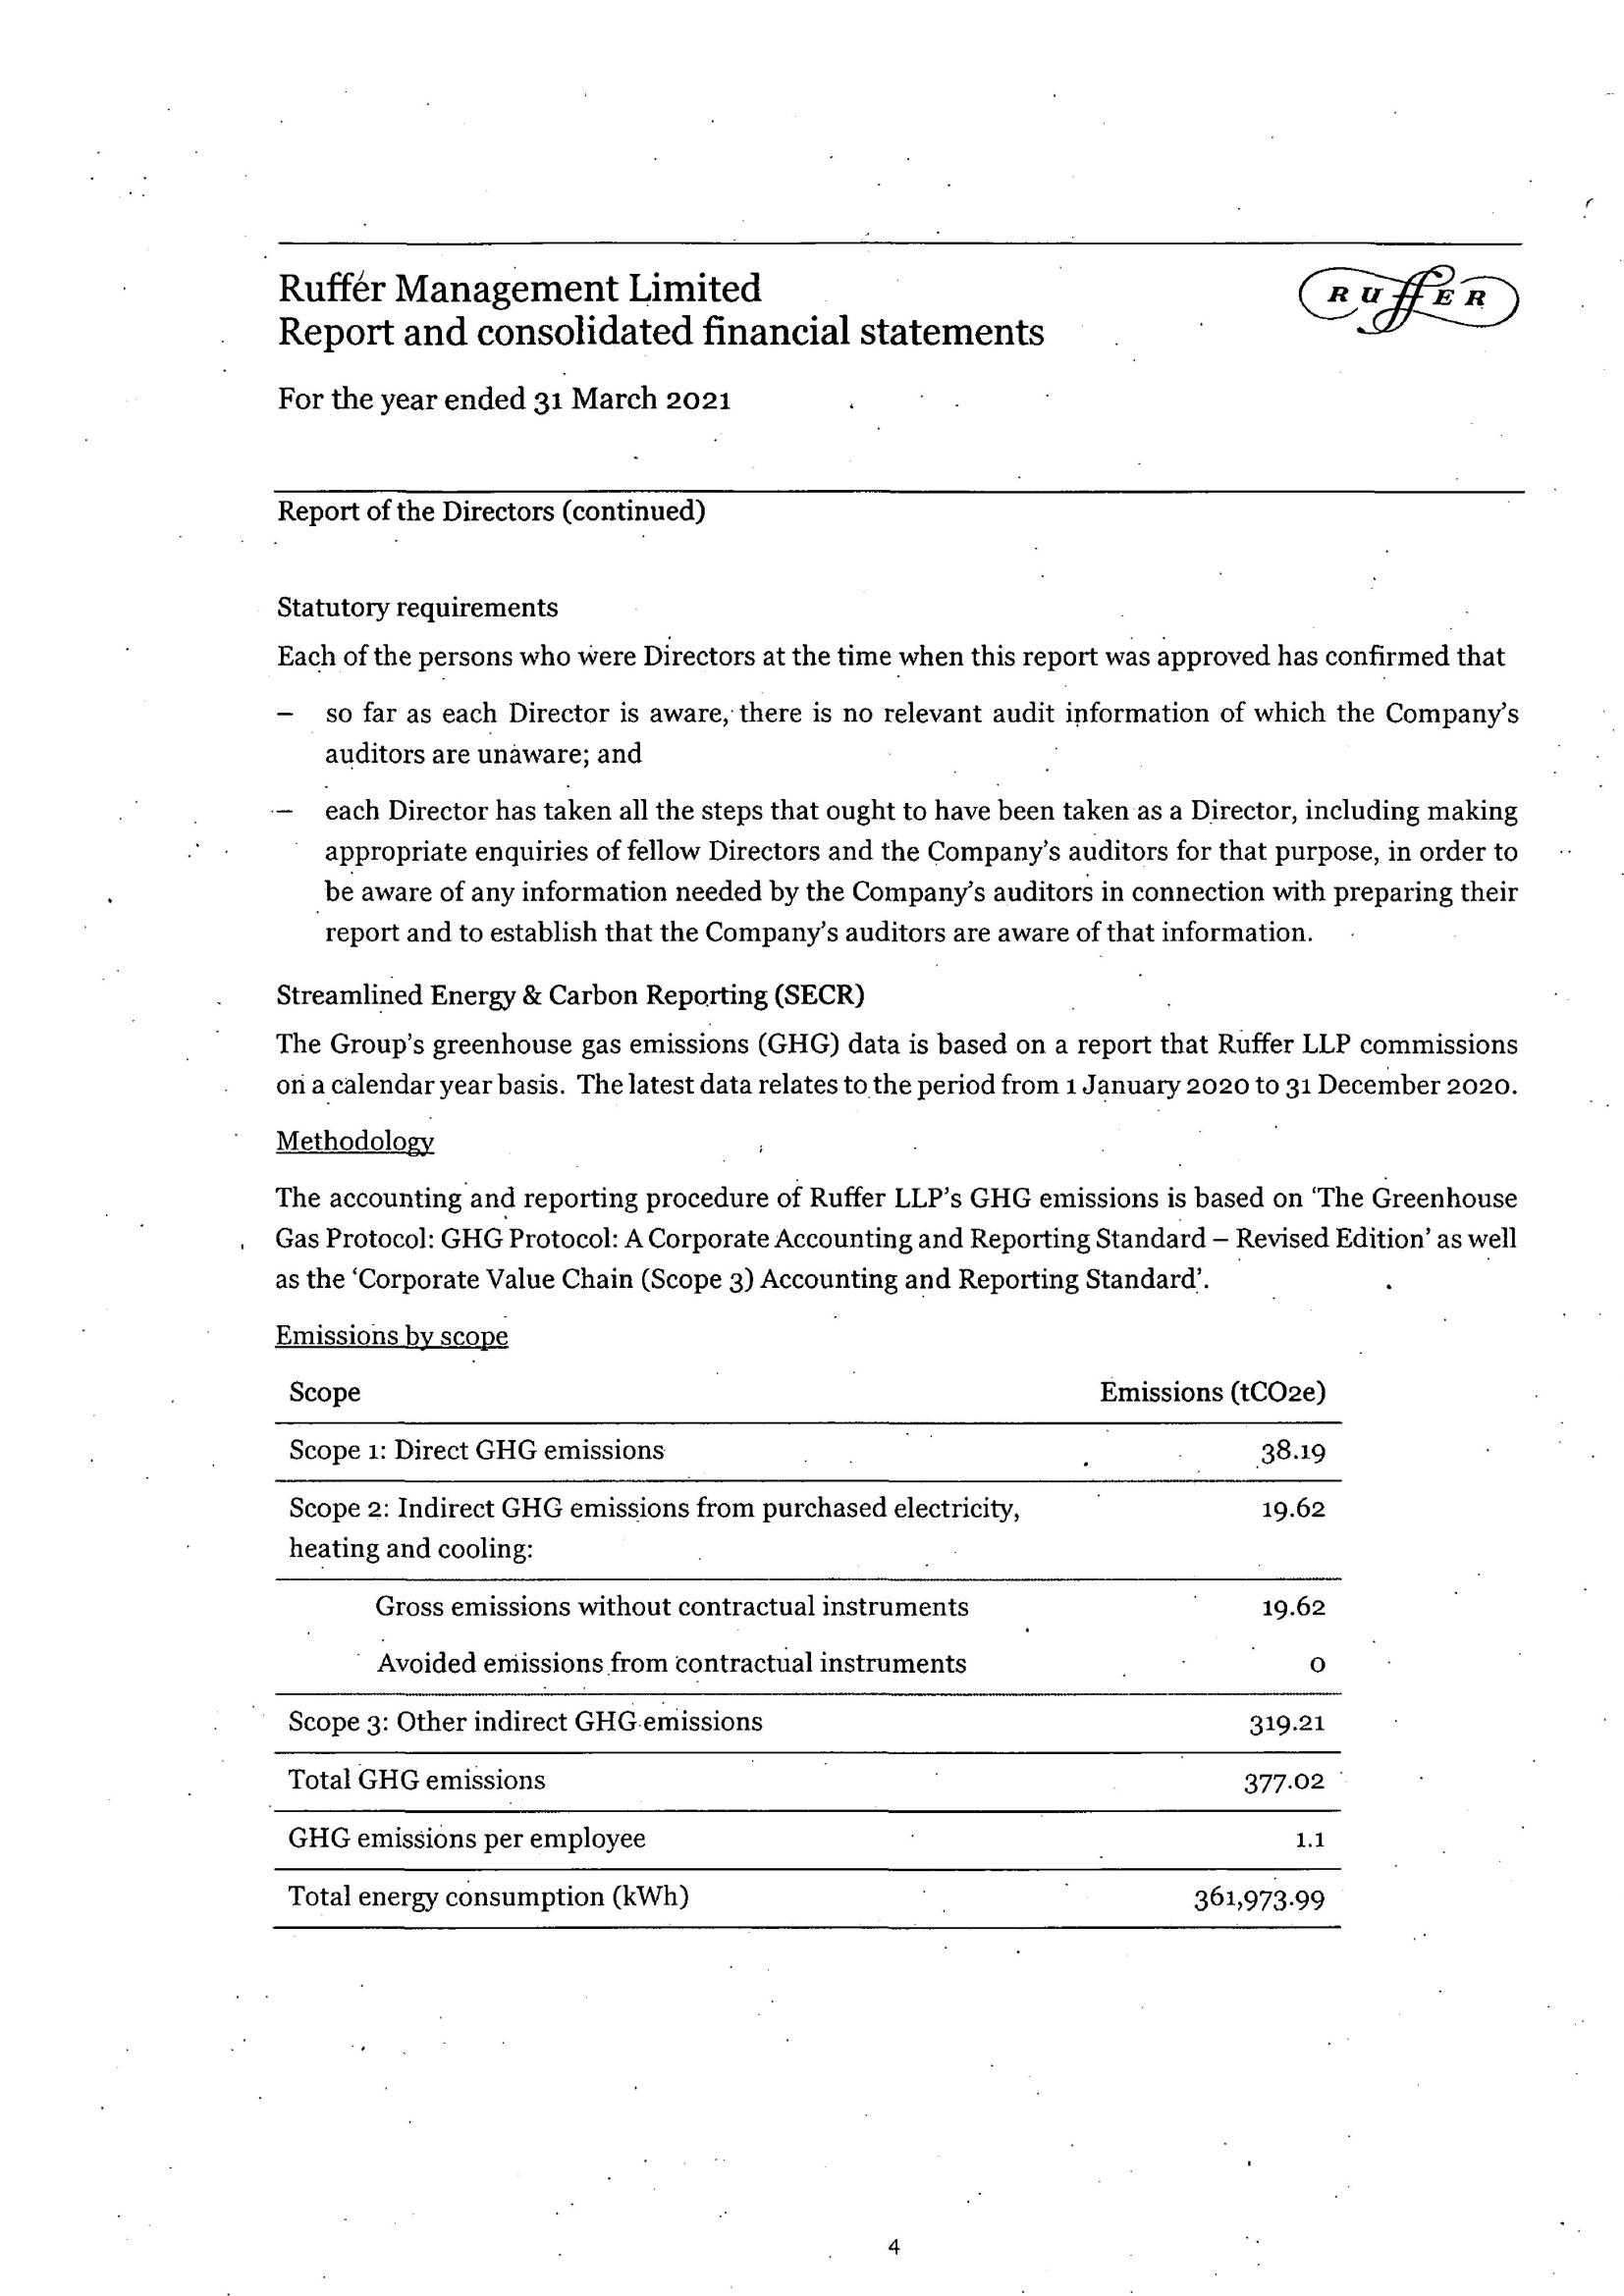 Ruffer Management Limited
Report and consolidated financial statements
RUffER
For the year ended 31 March 2021
Report of the Directors (continued)
Statutory requirements
Each of the persons who were Directors at the time when this report was approved has confirmed that
– so far as each Director is aware, there is no relevant audit information of which the Company's
auditors are unaware; and
– each Director has taken all the steps that ought to have been taken as a Director, including making
appropriate enquiries of fellow Directors and the Company's auditors for that purpose, in order to
be aware of any information needed by the Company's auditors in connection with preparing their
report and to establish that the Company's auditors are aware of that information.
Streamlined Energy & Carbon Reporting (SECR)
The Group's greenhouse gas emissions (GHG) data is based on a report that Ruffer LLP commissions
on a calendar year basis. The latest data relates to the period from 1 January 2020 to 31 December 2020.
Methodology
The accounting and reporting procedure of Ruffer LLP's GHG emissions is based on 'The Greenhouse
Gas Protocol: GHG Protocol: A Corporate Accounting and Reporting Standard – Revised Edition' as well
as the 'Corporate Value Chain (Scope 3) Accounting and Reporting Standard'.
Emissions by scope
Scope Emissions (tCO2e)
Scope 1: Direct GHG emissions 38.19
Scope 2: Indirect GHG emissions from purchased electricity, 19.62
heating and cooling:
Gross emissions without contractual instruments 19.62
Avoided emissions from contractual instruments 0
Scope 3: Other indirect GHG emissions 319.21
Total GHG emissions 377.02
GHG emissions per employee 1.1
Total energy consumption (kWh) 361,973.99
4